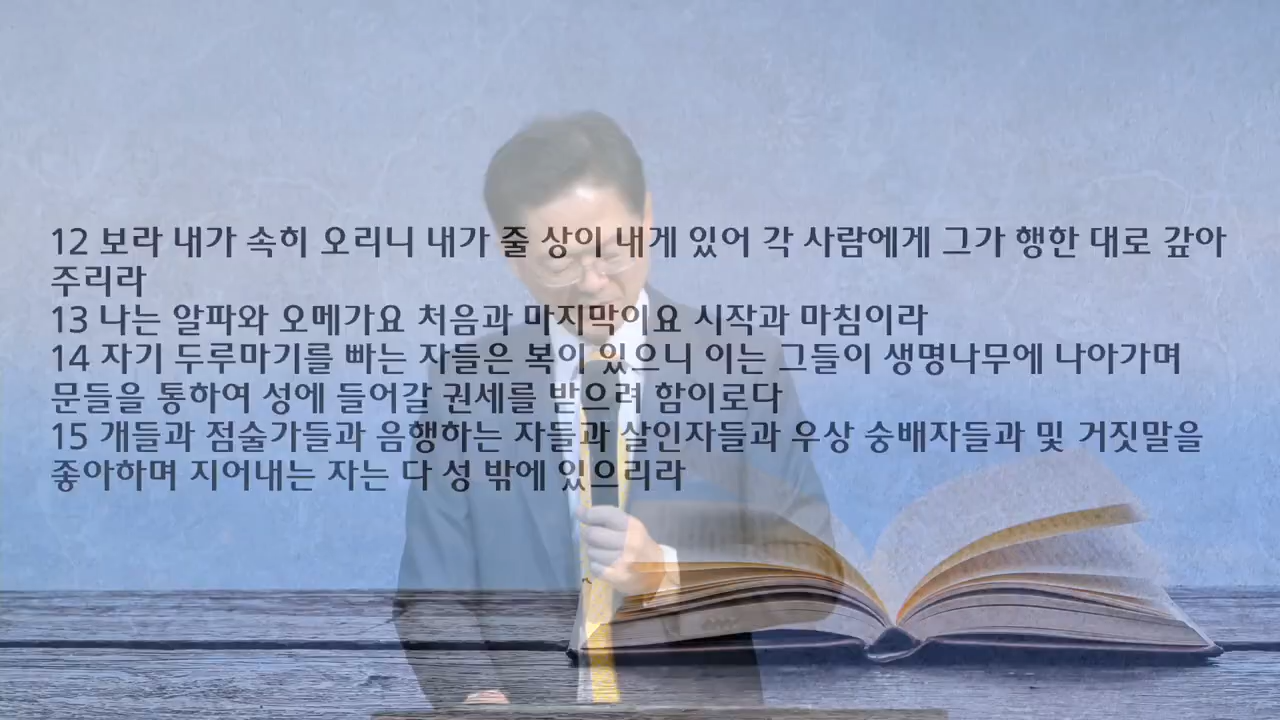 12 보라 내가 속히 오리니 내가 줄 상이 내게 있어 각 사람에게 그가 행한 대로 갚아
주리라
13 나는 알파와 오메가요 처음과 마지막이요 시작과 마침이라
14 자기 두루마기를 빠는 자들은 복이 있으니 이는 그들이 생명나무에 나아가며
문들을 통하여 성에 들어갈 권세를 받으려 함이로다
15 개들과 점술가들과 음행하는 자들과 살인자들과 우상 숭배자들과 및 거짓말을
좋아하며 지어내는 자는 다 성 밖에 있으리라